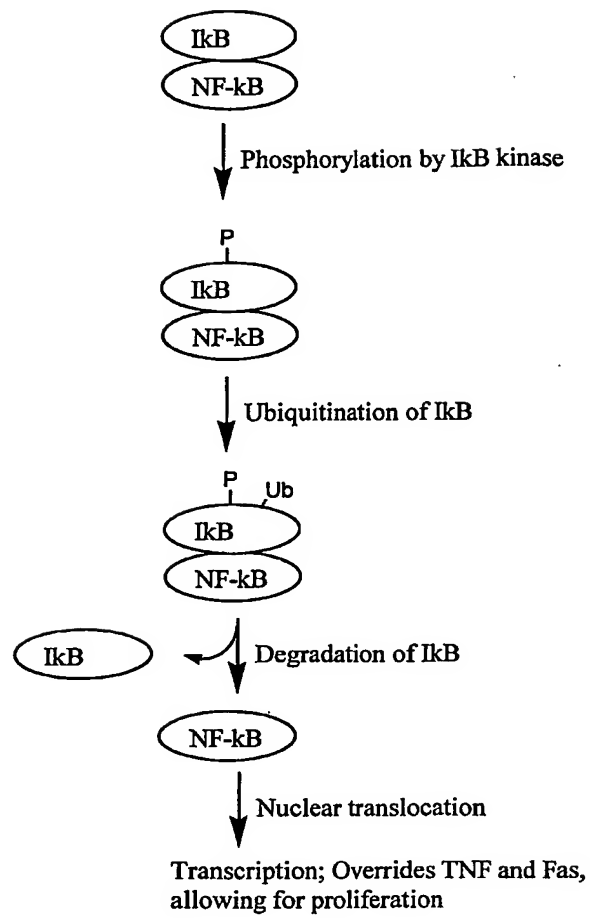 IkB
NF-kB
Phosphorylation by IkB kinase
P
IkB
NF-kB
Ubiquitination of IkB
P
Ub
IkB
NF-kB
IkB
Degradation of IkB
NF-kB
Nuclear translocation
Transcription; Overrides TNF and Fas,
allowing for proliferation